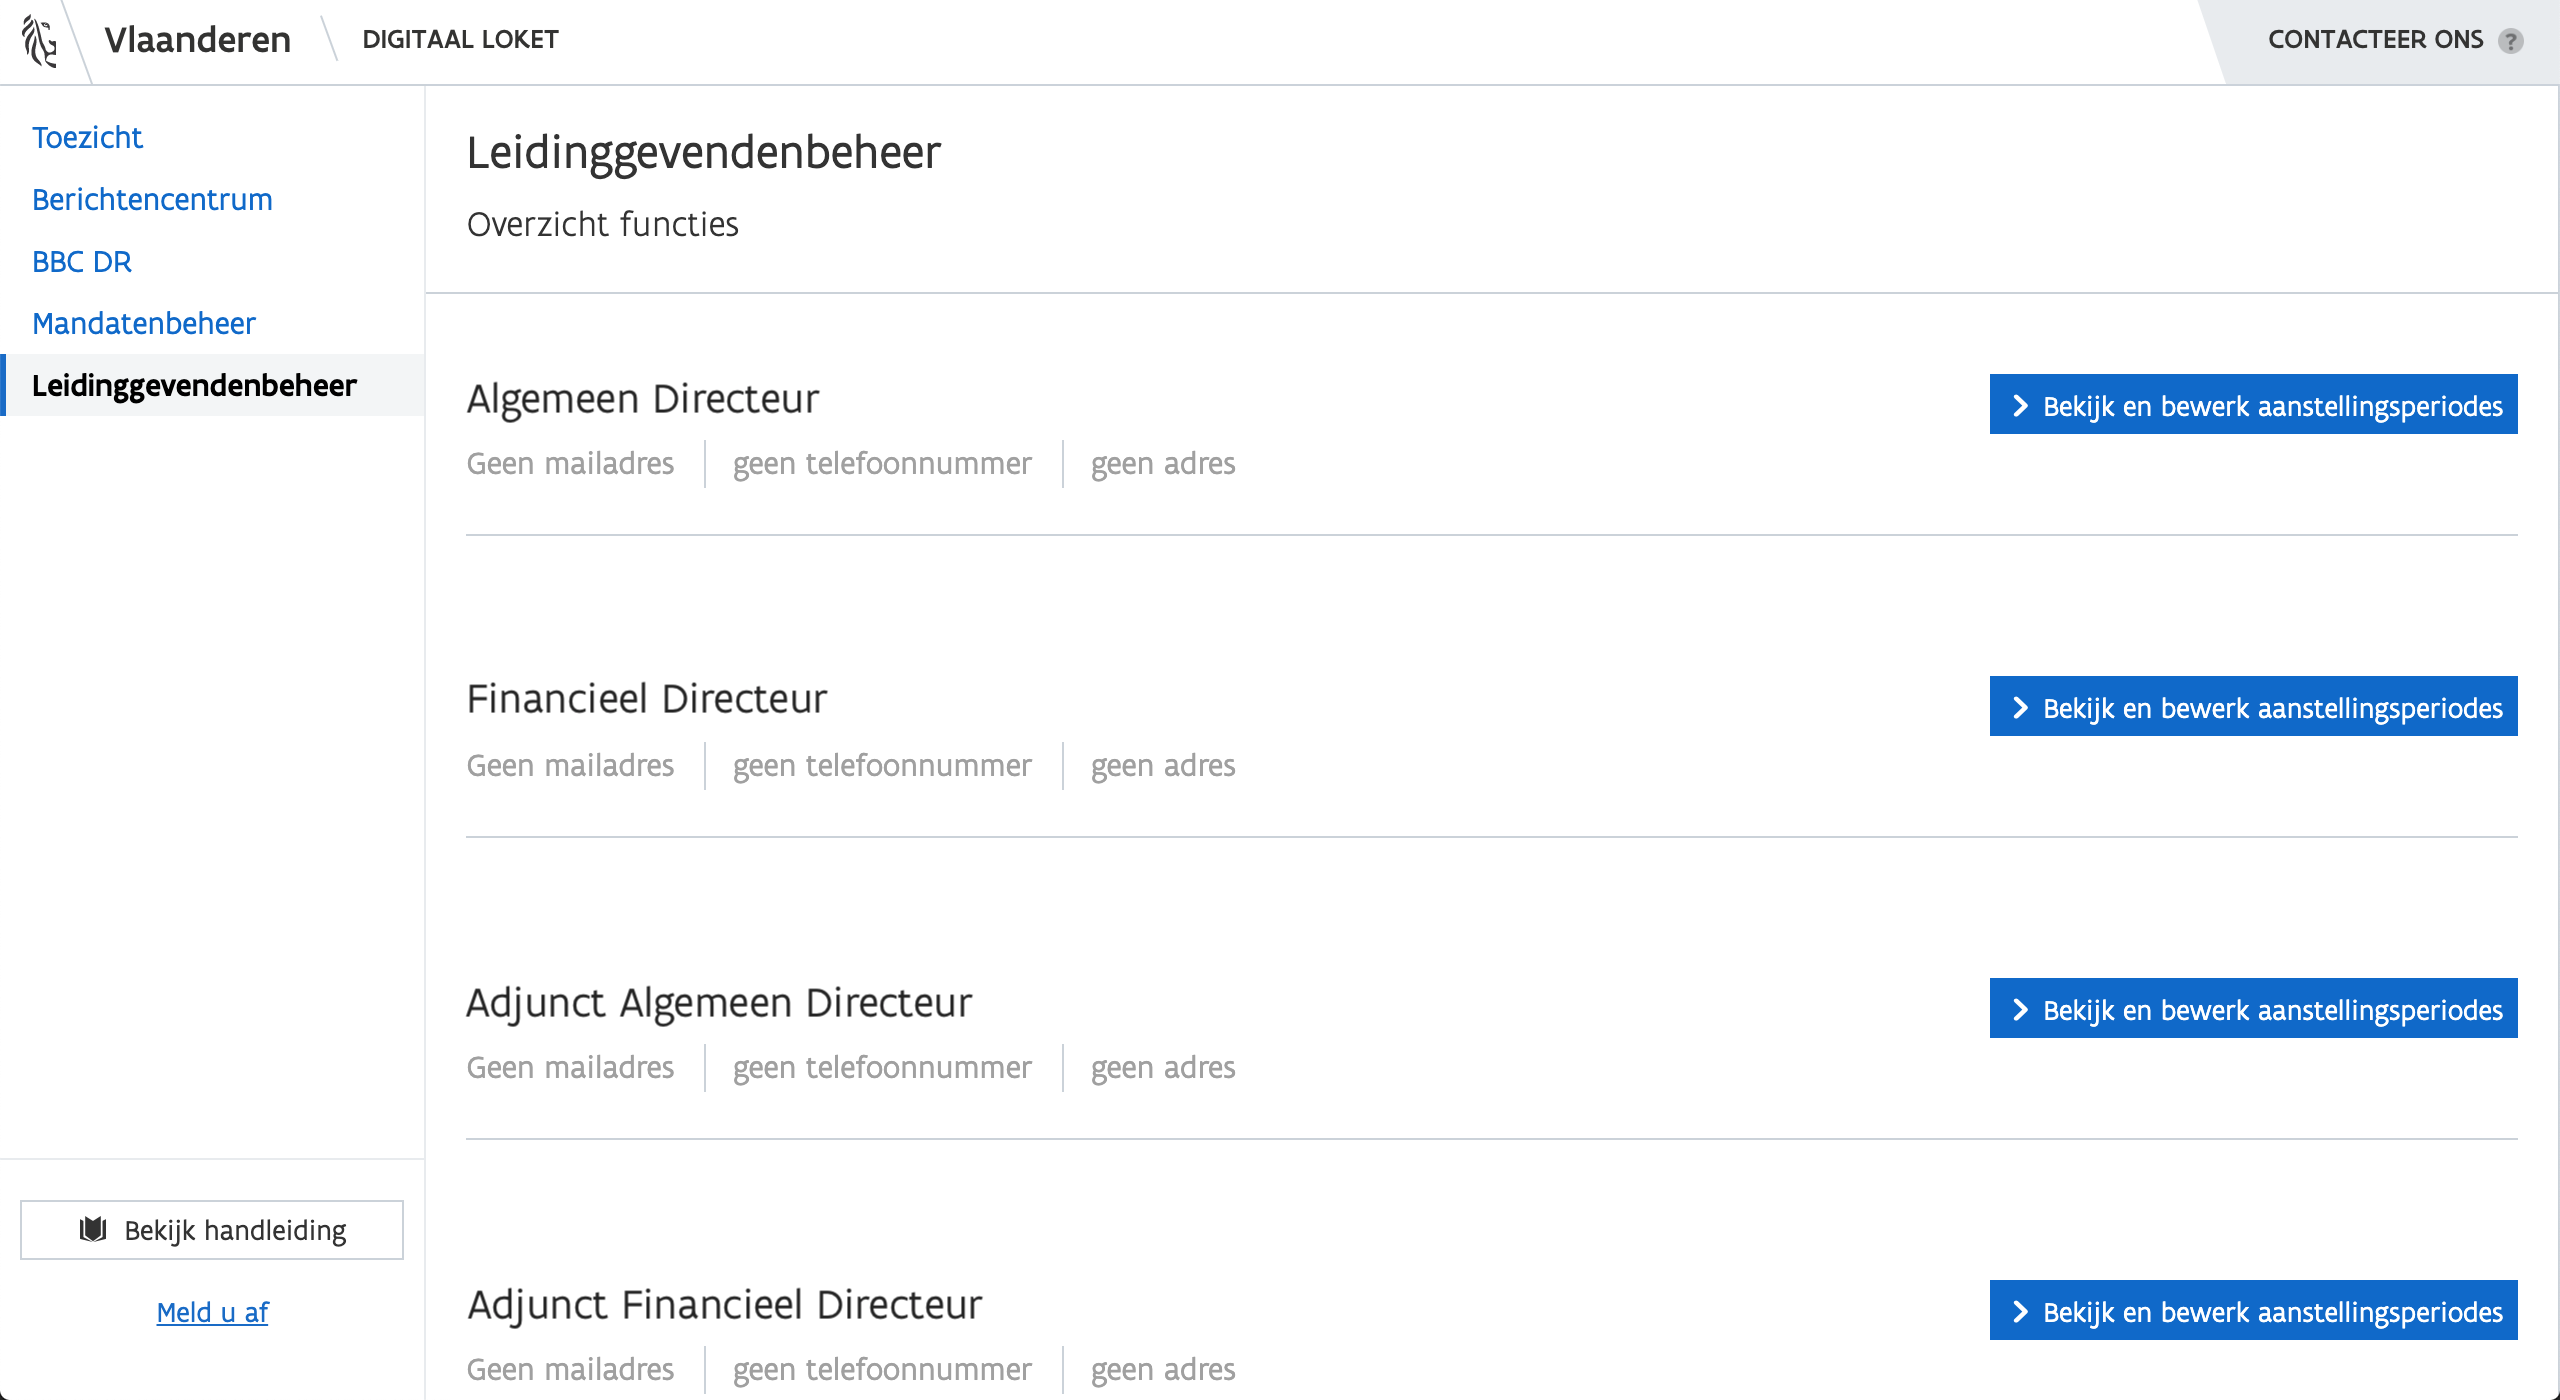 Vlaanderen
DIGITAAL LOKET
CONTACTEER ONS ?
Toezicht
Berichtencentrum
BBC DR
Mandatenbeheer
Leidinggevendenbeheer
Bekijk handleiding
Meld u af
Leidinggevendenbeheer
Overzicht functies
Algemeen Directeur
Bekijk en bewerk aanstellingsperiodes
Geen mailadres geen telefoonnummer geen adres
Financieel Directeur
Bekijk en bewerk aanstellingsperiodes
Geen mailadres geen telefoonnummer geen adres
Adjunct Algemeen Directeur
Bekijk en bewerk aanstellingsperiodes
Geen mailadres geen telefoonnummer geen adres
Adjunct Financieel Directeur
Bekijk en bewerk aanstellingsperiodes
Geen mailadres geen telefoonnummer geen adres